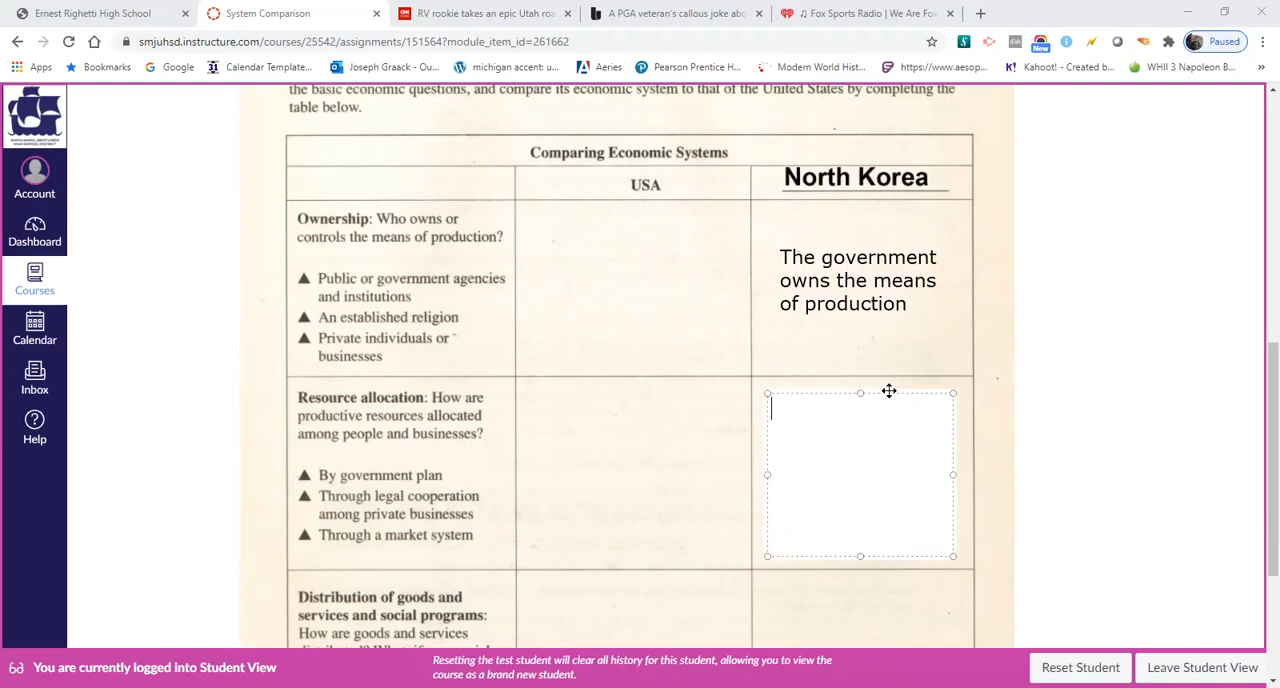 Ernest Righetti High School
System Comparison
RV rookie takes an epic Utah roa
A PGA veteran's callous joke abo
♫ Fox Sports Radio | We Are Fox
smjuhsd.instructure.com/courses/25542/assignments/151564?module_item_id=261662
New
Paused
Apps
Bookmarks
Google
31
Calendar Template...
Joseph Graack - Ou...
michigan accent: u...
Aeries
Pearson Prentice H...
Modern World Hist...
https://www.aesop...
Kahoot! - Created b...
WHII 3 Napoleon B...
Account
Dashboard
Courses
Calendar
Inbox
Help
the basic economic questions, and compare its economic system to that of the United States by completing the
table below.
Comparing Economic Systems
USA
North Korea
Ownership: Who owns or
controls the means of production?
▲ Public or government agencies
and institutions
▲ An established religion
▲ Private individuals or
businesses
The government
owns the means
of production
Resource allocation: How are
productive resources allocated
among people and businesses?
▲ By government plan
▲ Through legal cooperation
among private businesses
▲ Through a market system
Distribution of goods and
services and social programs:
How are goods and services
You are currently logged into Student View
Resetting the test student will clear all history for this student, allowing you to view the
course as a brand new student.
Reset Student
Leave Student View